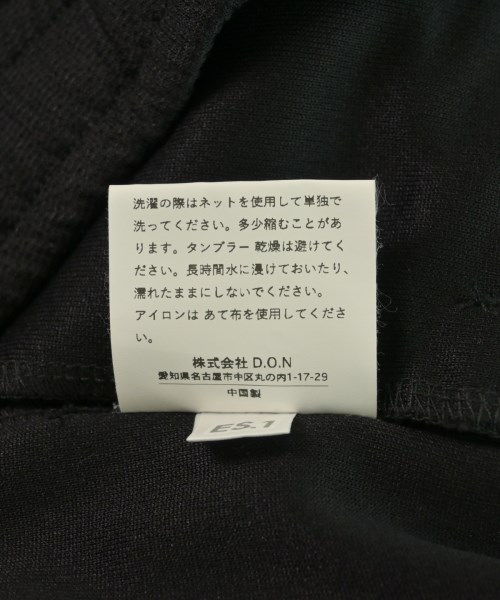 洗濯の際はネットを使用して単独で
洗ってください。多少縮むことがあ
ります。タンブラー 乾燥は避けてく
ださい。長時間水に浸けておいたり、
濡れたままにしないでください。
アイロンは あて布を使用してくださ
い。
株式会社 D.O.N
愛知県名古屋市中区丸の内1-17-29
中国製
ES.1